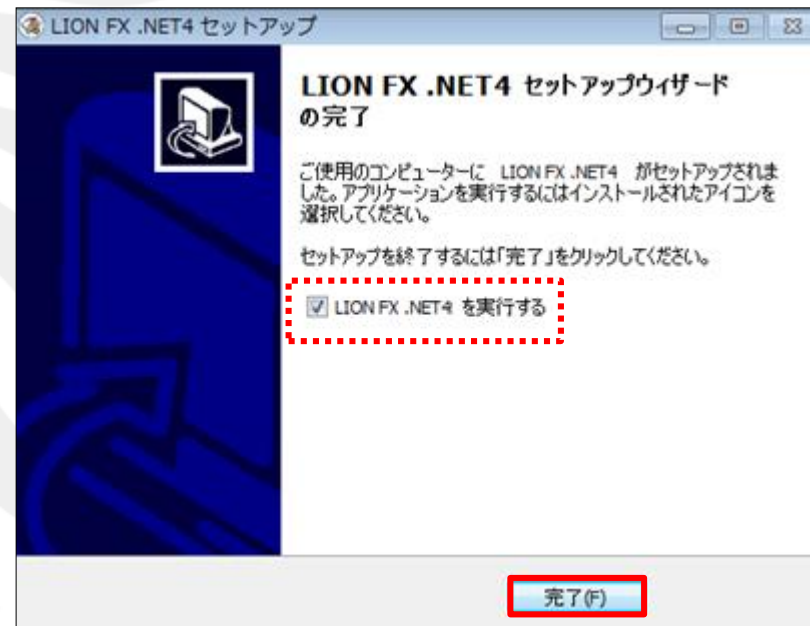 LION FX .NET4 セットアップ
LION FX .NET4 セットアップウィザード
の完了
ご使用のコンピューターに LION FX .NET4 がセットアップされま
した。アプリケーションを実行するにはインストールされたアイコンを
選択してください。
セットアップを終了するには「完了」をクリックしてください。
LION FX .NET4 を実行する
完了(F)